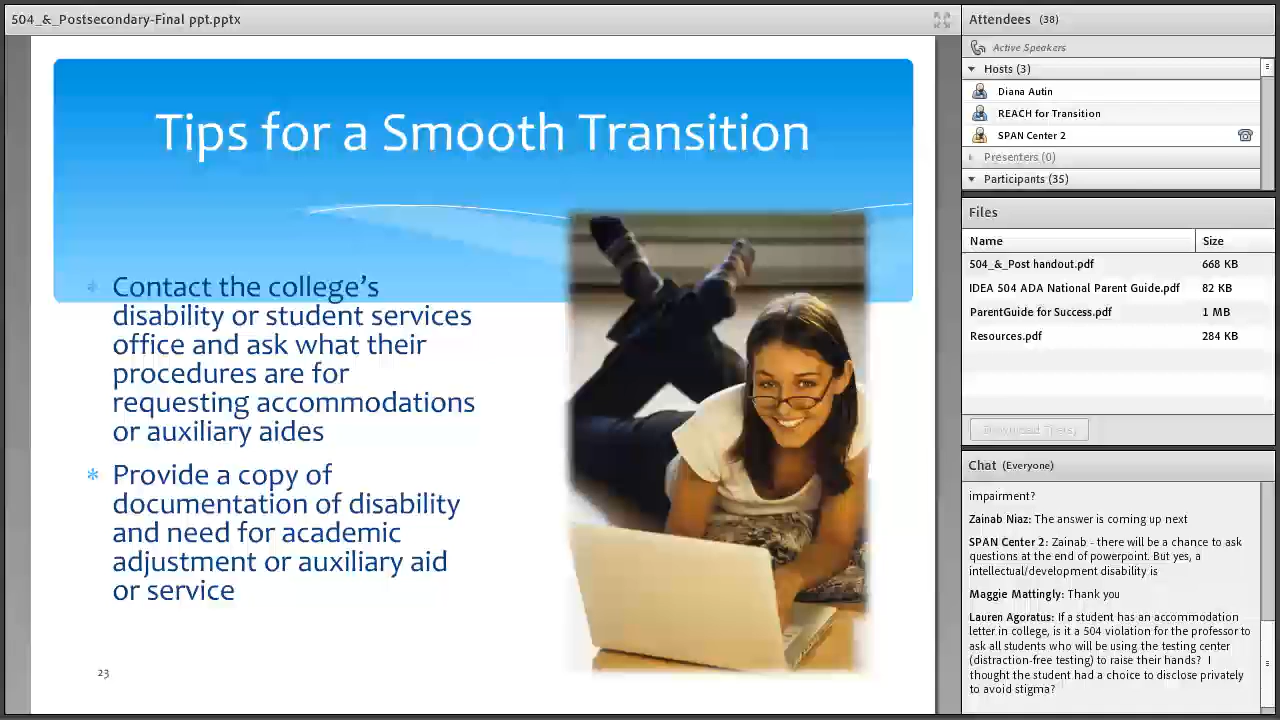 504_&_Postsecondary-Final ppt.pptx
Tips for a Smooth Transition
* Contact the college's
disability or student services
office and ask what their
procedures are for
requesting accommodations
or auxiliary aides
* Provide a copy of
documentation of disability
and need for academic
adjustment or auxiliary aid
or service
23
Attendees (38)
Active Speakers
Hosts (3)
Diana Autin
REACH for Transition
SPAN Center 2
Presenters (0)
Participants (35)
Files
Name Size
504_&_Post handout.pdf 668 KB
IDEA 504 ADA National Parent Guide.pdf 82 KB
ParentGuide for Success.pdf 1 MB
Resources.pdf 284 KB
Download File(s)
Chat (Everyone)
impairment?
Zainab Niaz: The answer is coming up next
SPAN Center 2: Zainab - there will be a chance to ask
questions at the end of powerpoint. But yes, a
intellectual/development disability is
Maggie Mattingly: Thank you
Lauren Agoratus: If a student has an accommodation
letter in college, is it a 504 violation for the professor to
ask all students who will be using the testing center
(distraction-free testing) to raise their hands? I
thought the student had a choice to disclose privately
to avoid stigma?